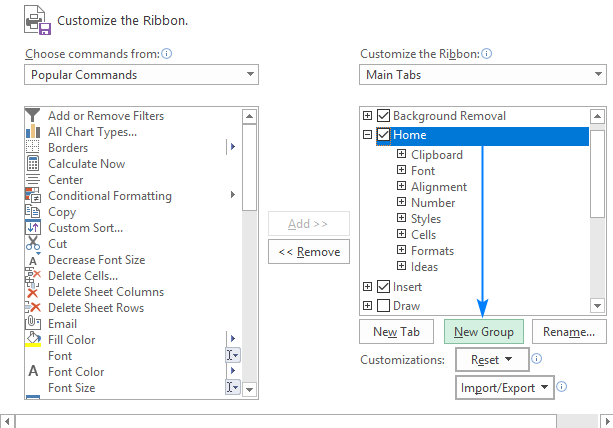 Customize the Ribbon.
Choose commands from:
Popular Commands
Add or Remove Filters
All Chart Types...
Borders
Calculate Now
Center
Conditional Formatting
Copy
Custom Sort...
Cut
Decrease Font Size
Delete Cells...
Delete Sheet Columns
Delete Sheet Rows
Email
Fill Color
Font
Font Color
Font Size
Add >>
<< Remove
Customize the Ribbon:
Main Tabs
Background Removal
Home
Clipboard
Font
Alignment
Number
Styles
Cells
Formats
Ideas
Insert
Draw
New Tab
New Group
Rename...
Customizations:
Reset
Import/Export